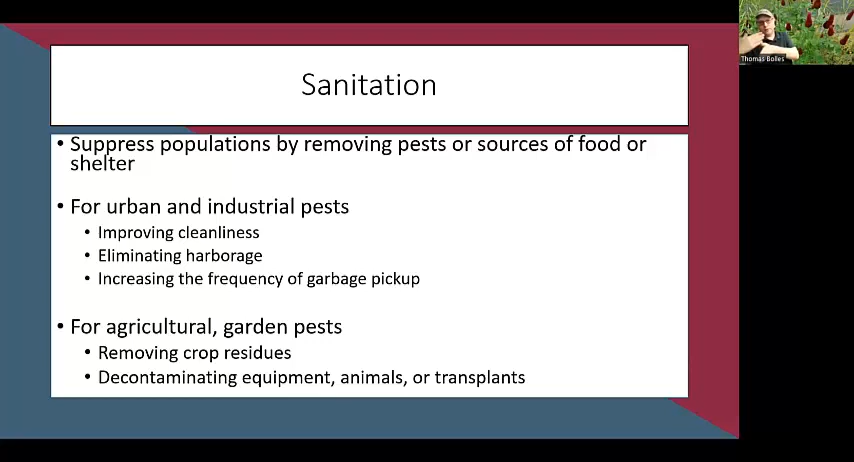 Sanitation
• Suppress populations by removing pests or sources of food or
shelter
• For urban and industrial pests
• Improving cleanliness
• Eliminating harborage
• Increasing the frequency of garbage pickup
• For agricultural, garden pests
• Removing crop residues
• Decontaminating equipment, animals, or transplants
Thomas Bolles